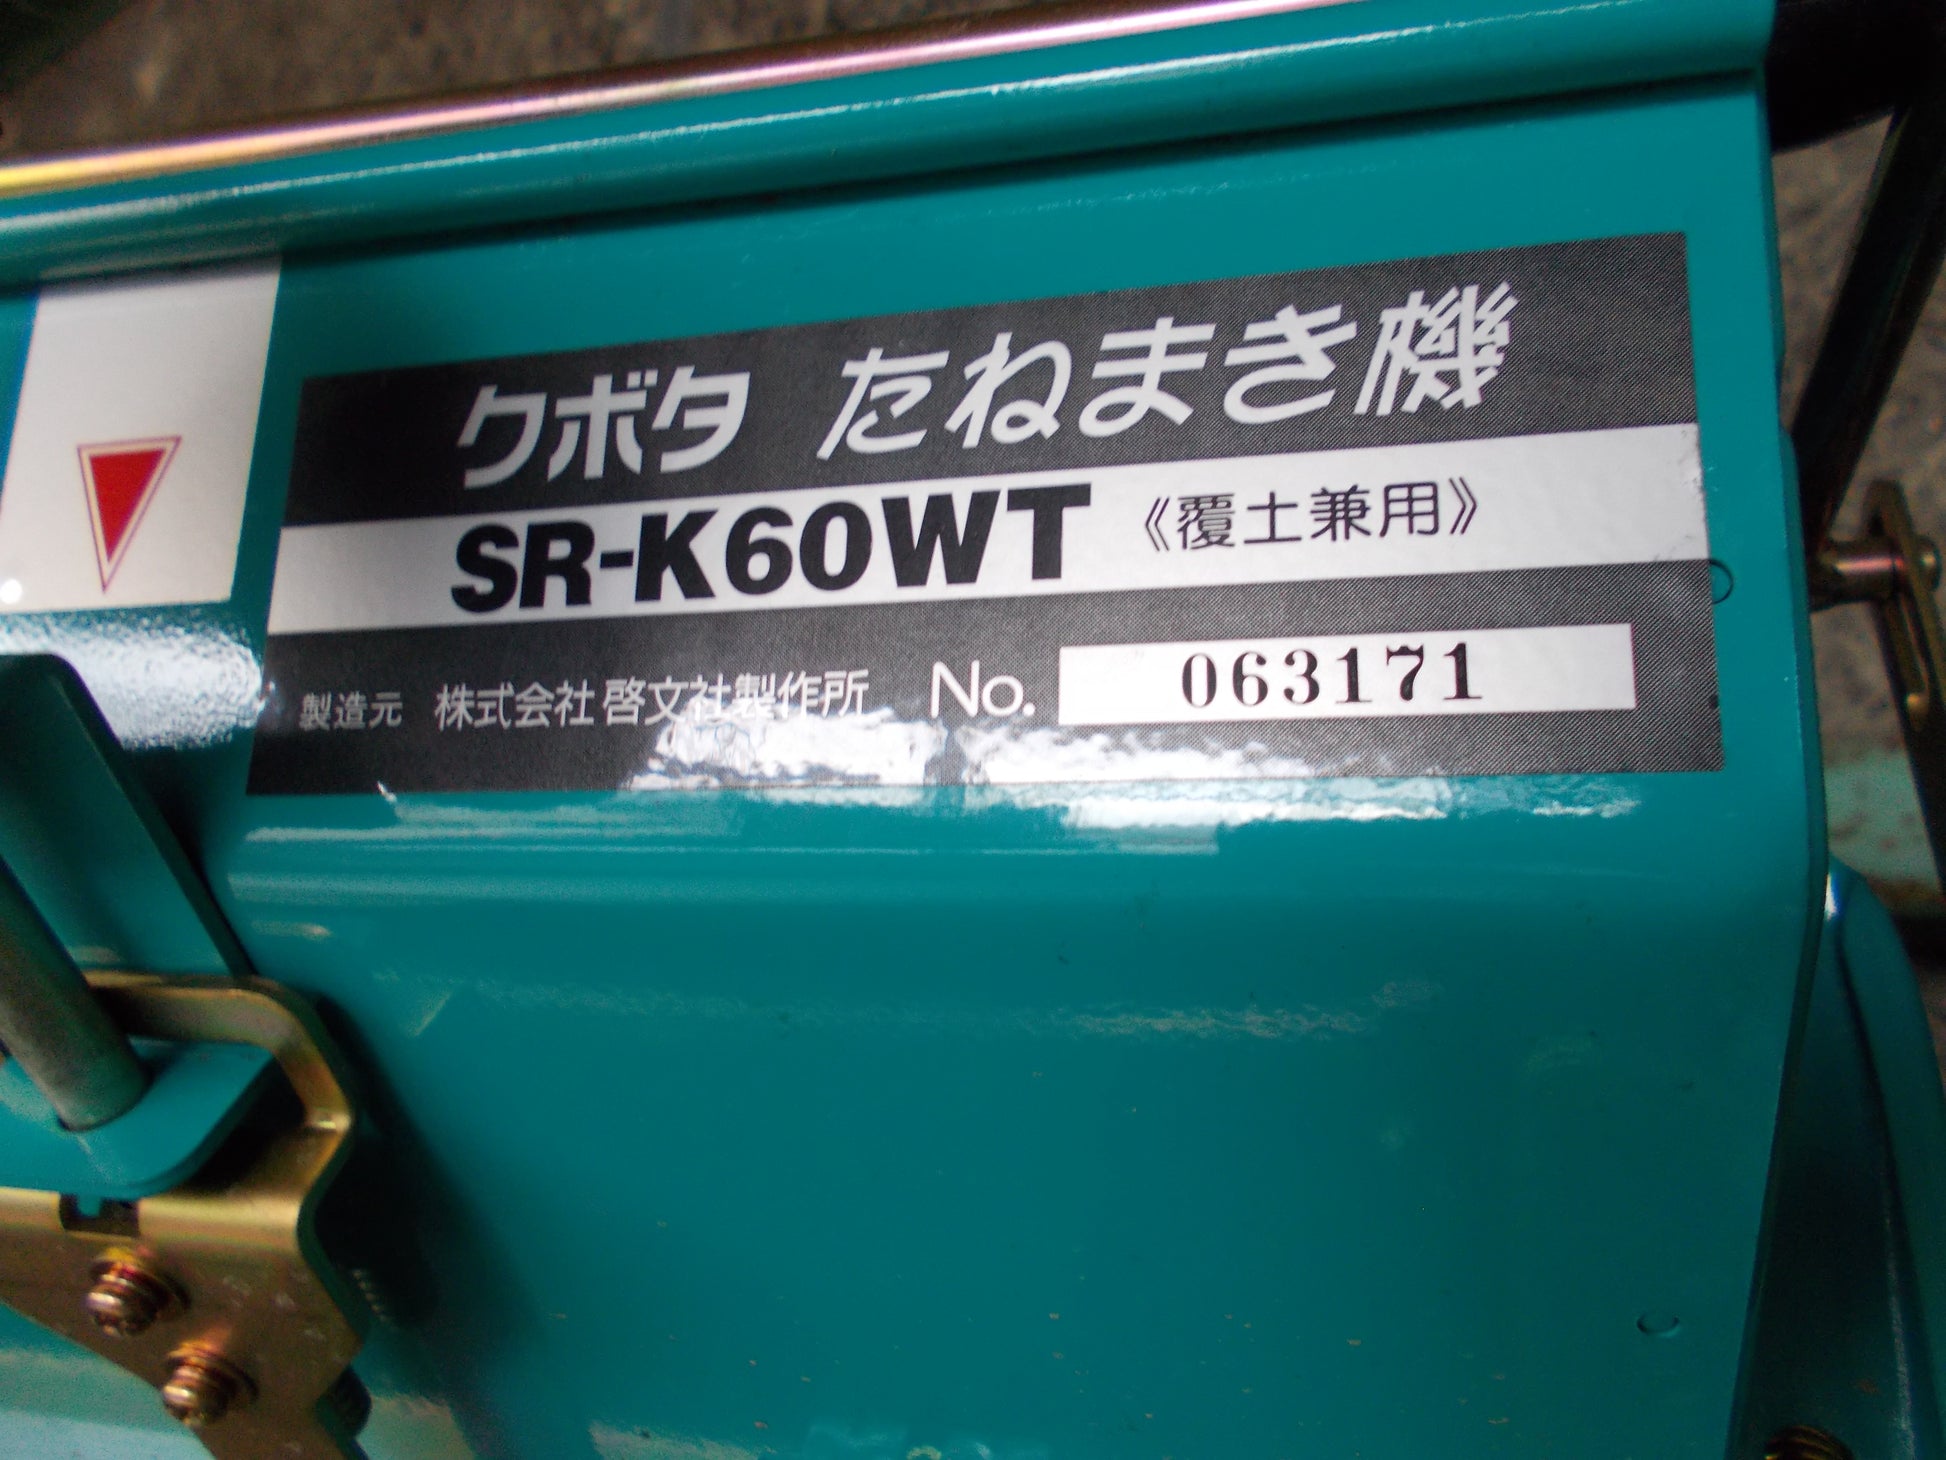 クボタ たねまき機
SR-K60WT 《覆土兼用》
製造元 株式会社 啓文社製作所 No. 063171